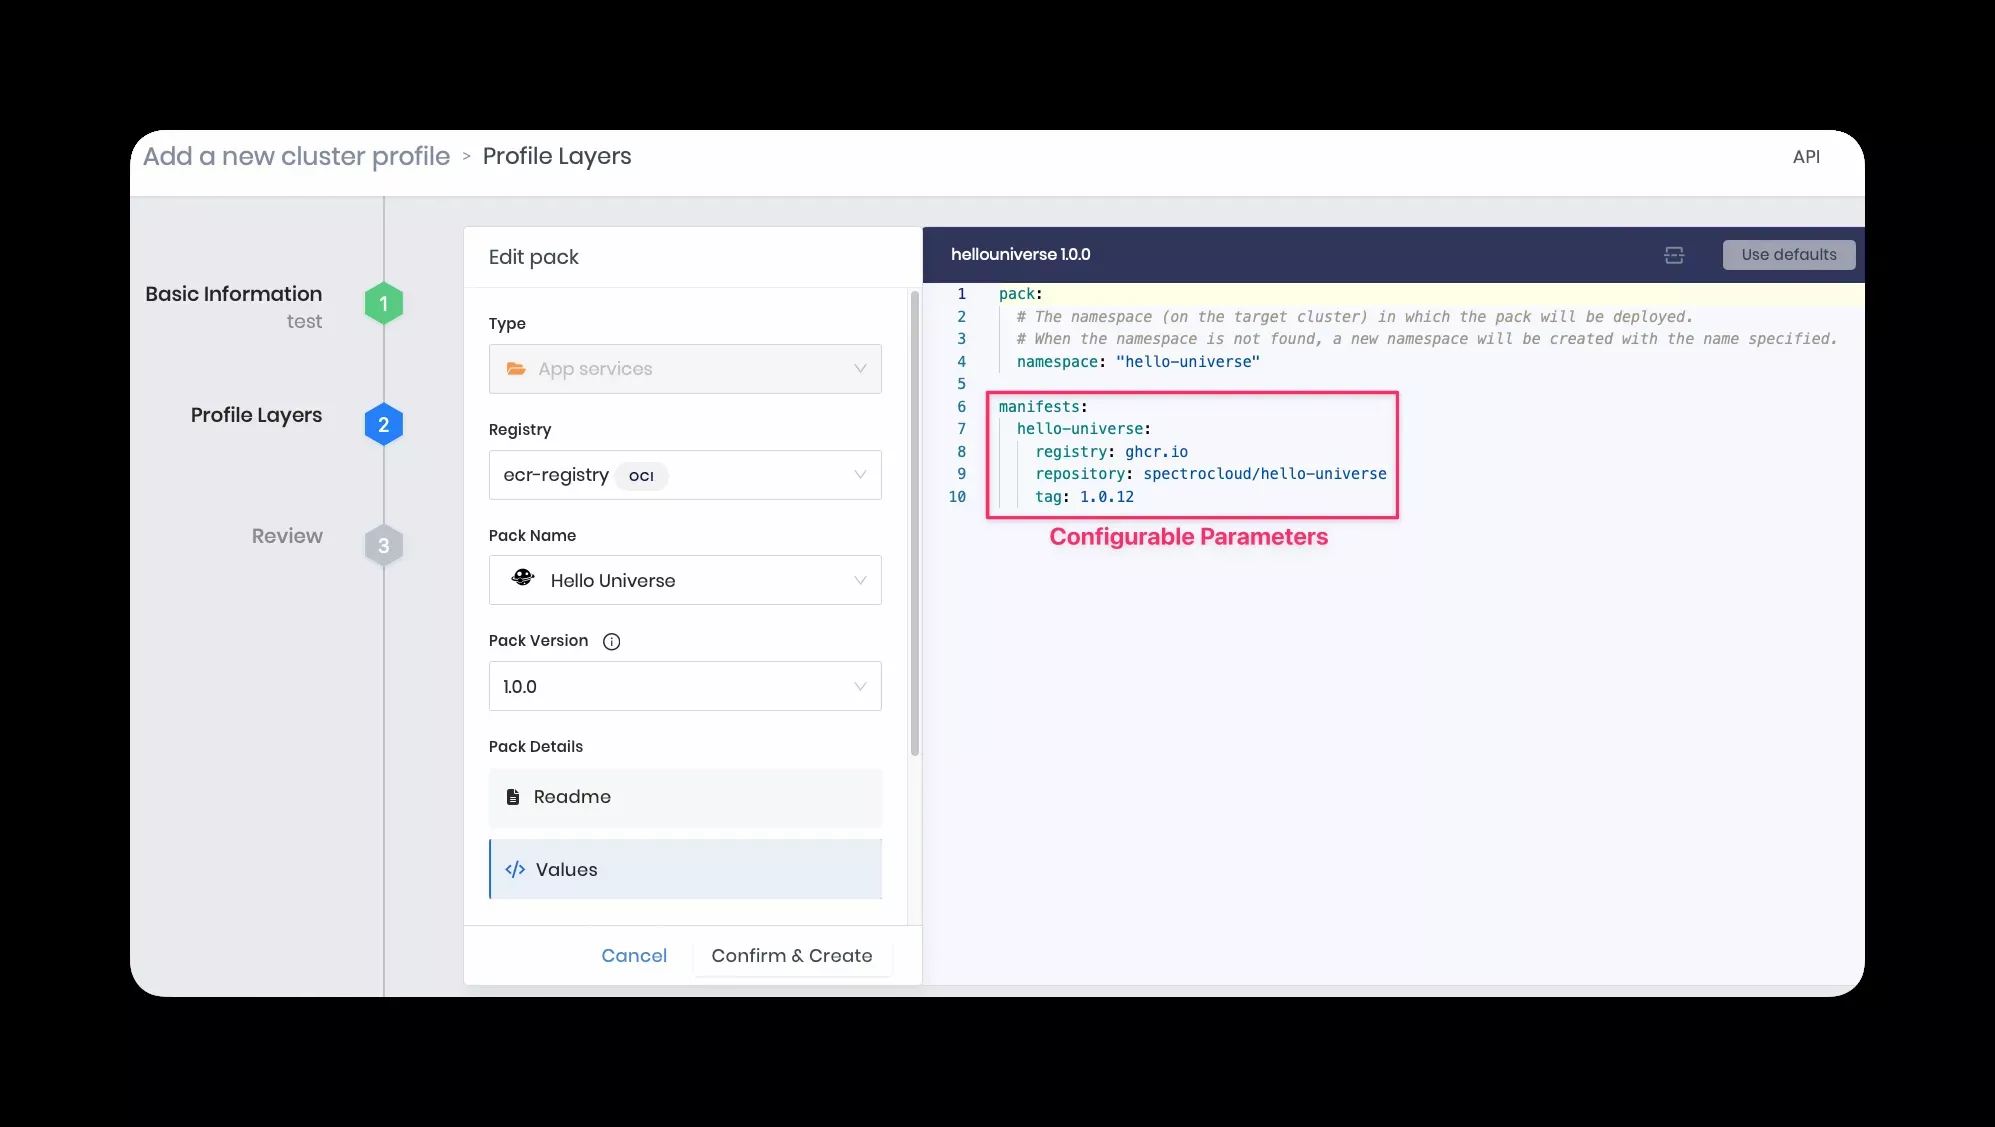 Add a new cluster profile > Profile Layers
API
Basic Information
test
1
Profile Layers
2
Review
3
Edit pack
Type
App services
Registry
ecr-registry OCI
Pack Name
Hello Universe
Pack Version
1.0.0
Pack Details
Readme
</> Values
Cancel
Confirm & Create
hellouniverse 1.0.0
Use defaults
1 pack:
2 # The namespace (on the target cluster) in which the pack will be deployed.
3 # When the namespace is not found, a new namespace will be created with the name specified.
4 namespace: "hello-universe"
5
6 manifests:
7 hello-universe:
8 registry: ghcr.io
9 repository: spectrocloud/hello-universe
10 tag: 1.0.12
Configurable Parameters